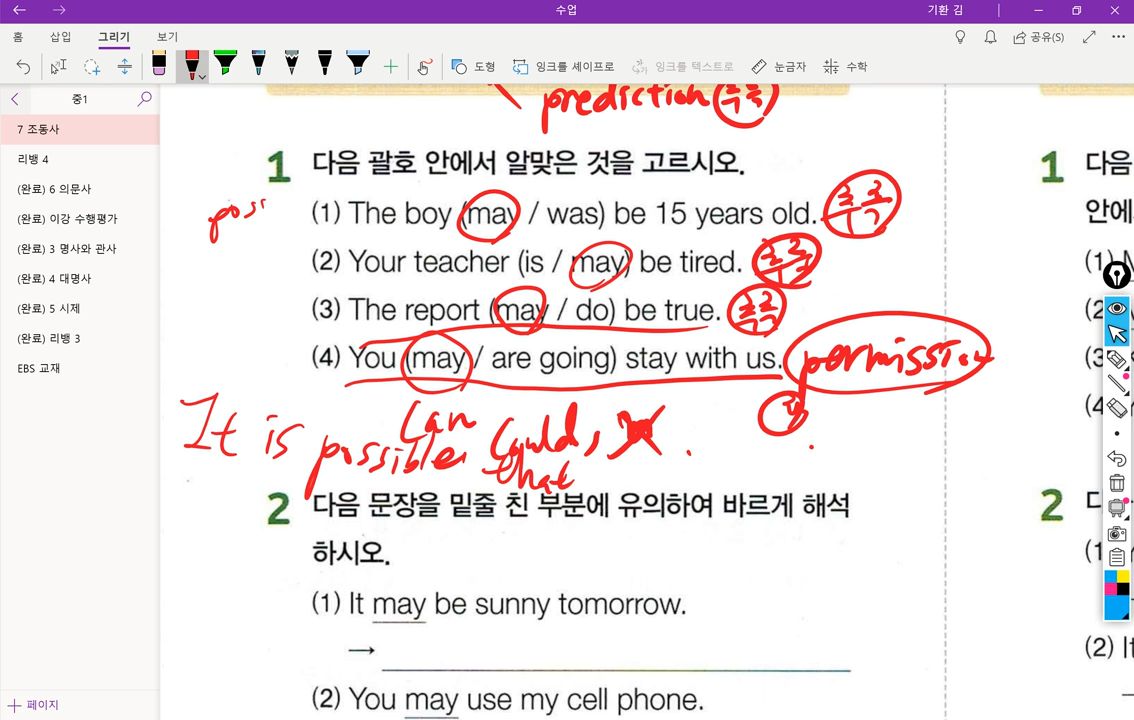 수업
기환 김
홈 삽입 그리기 보기
공유(S)
도형 잉크를 셰이프로 잉크를 텍스트로 눈금자 수학
중1
7 조동사
리뱅 4
(완료) 6 의문사
(완료) 이강 수행평가
(완료) 3 명사와 관사
(완료) 4 대명사
(완료) 5 시제
(완료) 리뱅 3
EBS 교재
페이지
prediction (추측)
1 다음 괄호 안에서 알맞은 것을 고르시오.
poss
(1) The boy (may / was) be 15 years old. 추측
(2) Your teacher (is / may) be tired. 추측
(3) The report (may / do) be true. 추측
(4) You (may / are going) stay with us. permission
can could,
It is possible that
2 다음 문장을 밑줄 친 부분에 유의하여 바르게 해석
하시오.
(1) It may be sunny tomorrow.
→
(2) You may use my cell phone.
1 다음
안에
(1)
(2)
(3)
(4)
2
(1)
(2) It